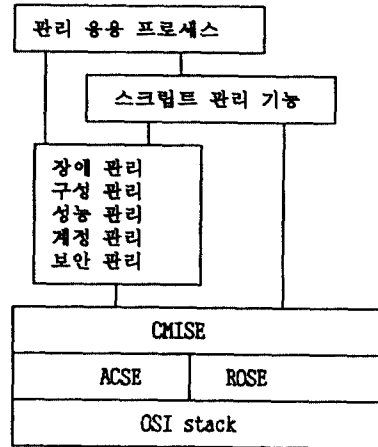 관리 응용 프로세스
스크립트 관리 기능
장애 관리
구성 관리
성능 관리
계정 관리
보안 관리
CMISE
ACSE ROSE
OSI stack